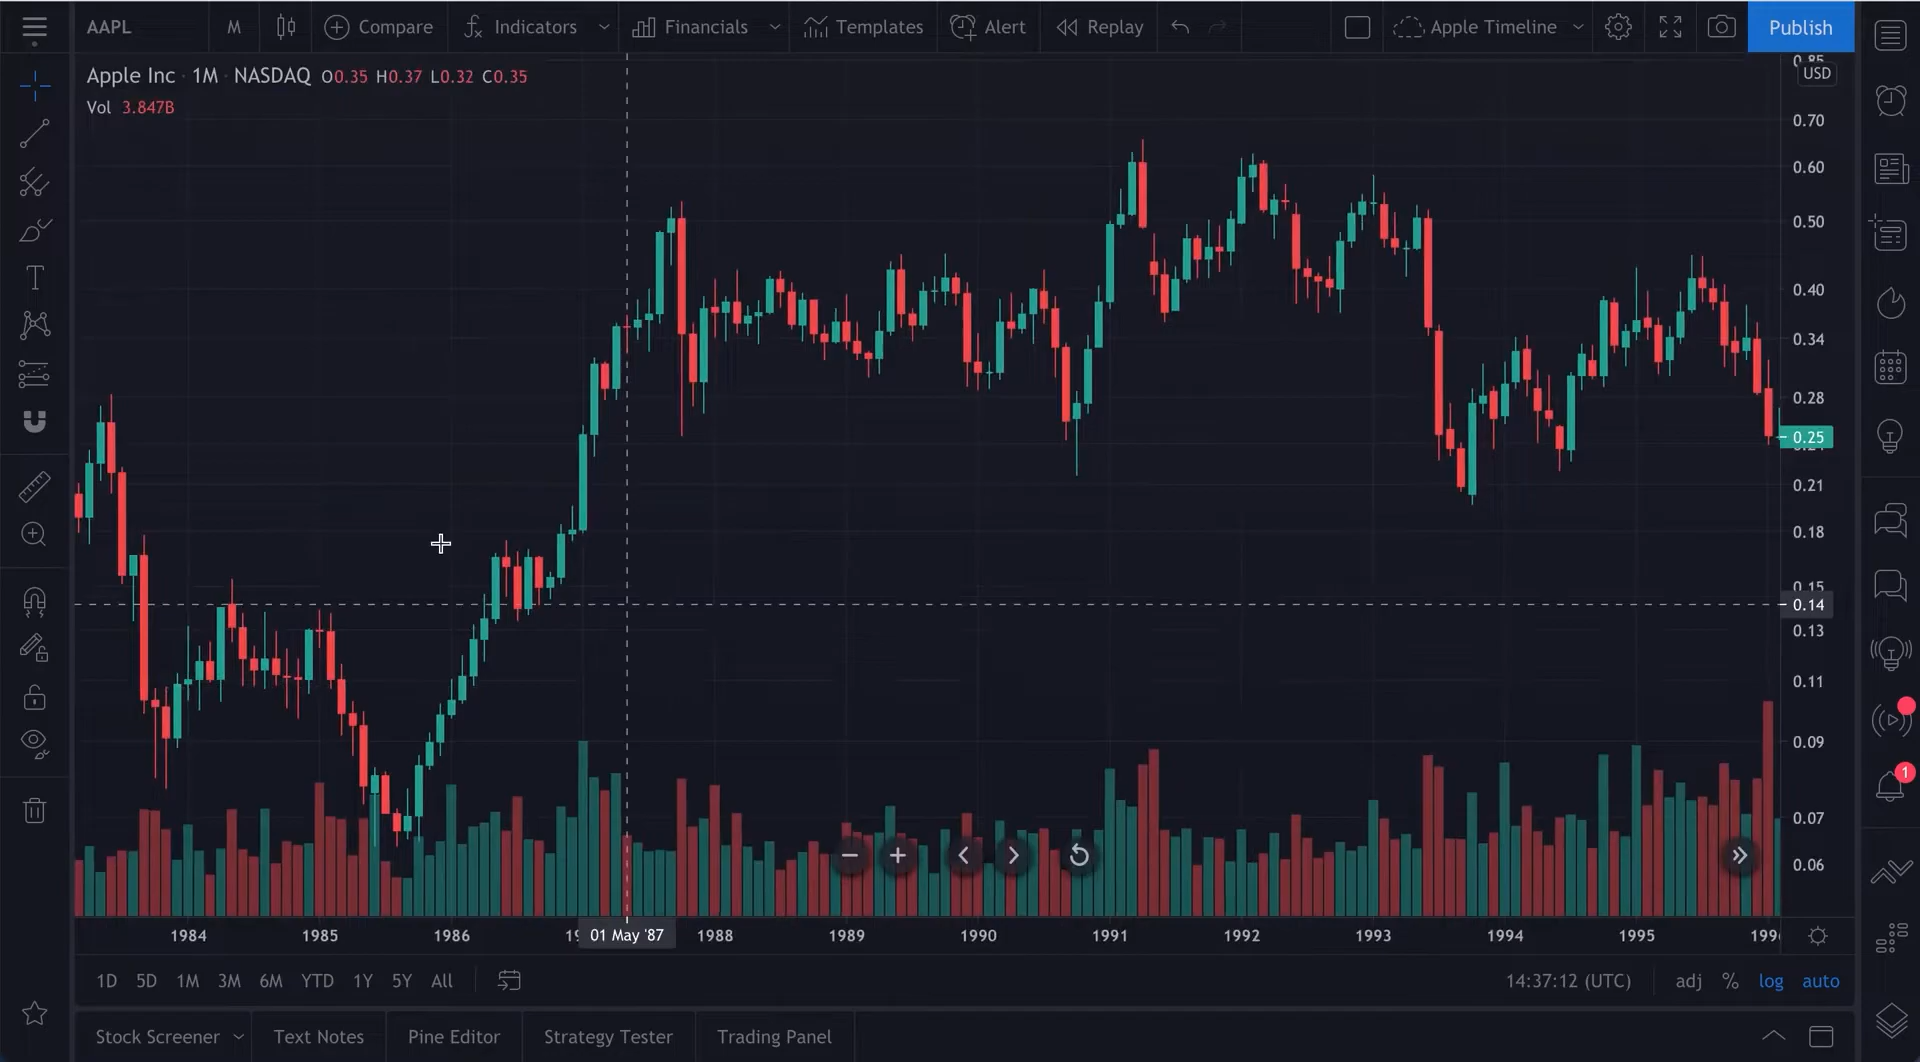 AAPL M Compare Indicators Financials Templates Alert Replay Apple Timeline Publish
Apple Inc · 1M · NASDAQ O0.35 H0.37 L0.32 C0.35
Vol 3.847B
USD
0.70
0.60
0.50
0.40
0.34
0.28
0.25
0.21
0.18
0.15
0.14
0.13
0.11
0.09
0.07
0.06
1
1984 1985 1986 01 May '87 1988 1989 1990 1991 1992 1993 1994 1995
1D 5D 1M 3M 6M YTD 1Y 5Y All 14:37:12 (UTC) adj % log auto
Stock Screener Text Notes Pine Editor Strategy Tester Trading Panel